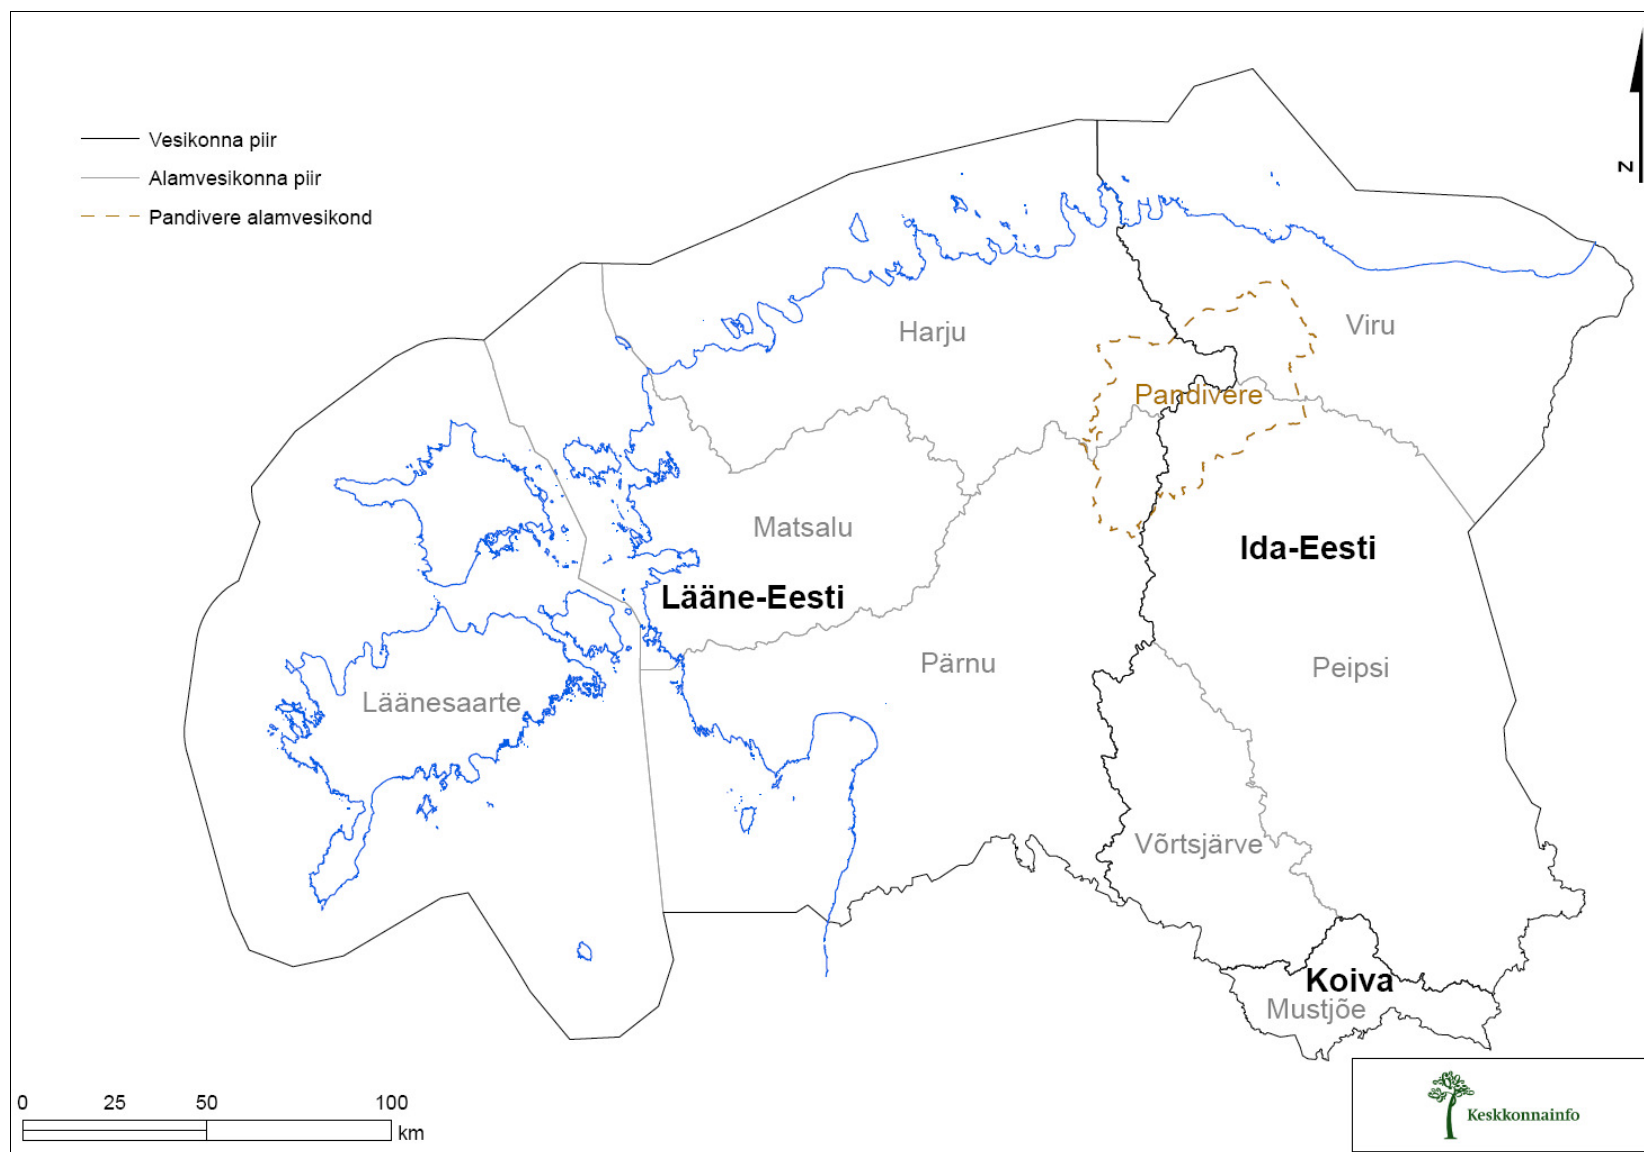 Vesikonna piir
Alamvesikonna piir
Pandivere alamvesikond
N
Harju
Viru
Pandivere
Matsalu
Ida-Eesti
Lääne-Eesti
Pärnu
Peipsi
Läänesaarte
Võrtsjärve
Koiva
Mustjõe
0 25 50 100
km
Keskkonnainfo